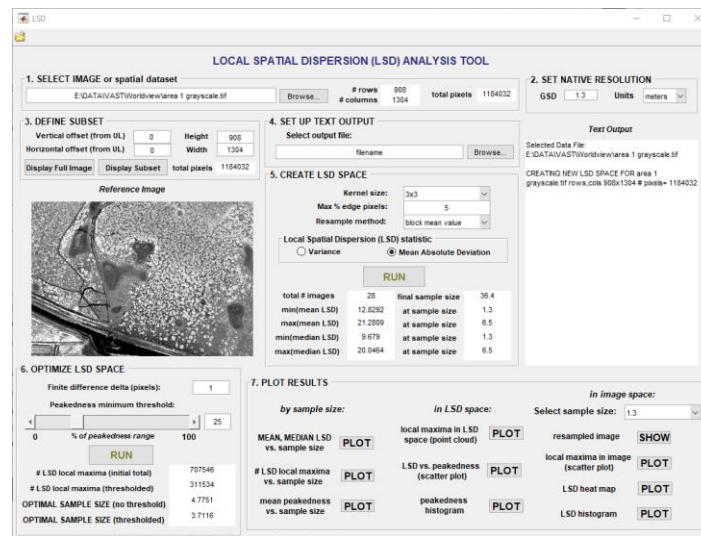 LSD
LOCAL SPATIAL DISPERSION (LSD) ANALYSIS TOOL
1. SELECT IMAGE or spatial dataset
E:\DATA\VAST\Worldview\area 1 grayscale.tif
Browse...
# rows 908
# columns 1304
total pixels 1184032
2. SET NATIVE RESOLUTION
GSD 1.3 Units meters
3. DEFINE SUBSET
Vertical offset (from UL) 0 Height 908
Horizontal offset (from UL) 0 Width 1304
Display Full Image Display Subset total pixels 1184032
Reference Image
4. SET UP TEXT OUTPUT
Select output file:
filename Browse...
5. CREATE LSD SPACE
Kernel size: 3x3
Max % edge pixels: 5
Resample method: block mean value
Local Spatial Dispersion (LSD) statistic
Variance Mean Absolute Deviation
RUN
total # images 28 final sample size 36.4
min(mean LSD) 12.8292 at sample size 1.3
max(mean LSD) 21.2809 at sample size 6.5
min(median LSD) 9.679 at sample size 1.3
max(median LSD) 20.0464 at sample size 6.5
Text Output
Selected Data File:
E:\DATA\VAST\Worldview\area 1 grayscale.tif
CREATING NEW LSD SPACE FOR area 1
grayscale.tif rows,cols 908x1304 # pixels= 1184032
6. OPTIMIZE LSD SPACE
Finite difference delta (pixels): 1
Peakedness minimum threshold:
25
0 % of peakedness range 100
RUN
# LSD local maxima (initial total) 707546
# LSD local maxima (thresholded) 311534
OPTIMAL SAMPLE SIZE (no threshold) 4.7751
OPTIMAL SAMPLE SIZE (thresholded) 3.7116
7. PLOT RESULTS
by sample size:
MEAN, MEDIAN LSD
vs. sample size PLOT
# LSD local maxima
vs. sample size PLOT
mean peakedness
vs. sample size PLOT
in LSD space:
local maxima in LSD
space (point cloud) PLOT
LSD vs. peakedness
(scatter plot) PLOT
peakedness
histogram PLOT
in image space:
Select sample size: 1.3
resampled image SHOW
local maxima in image
(scatter plot) PLOT
LSD heat map PLOT
LSD histogram PLOT